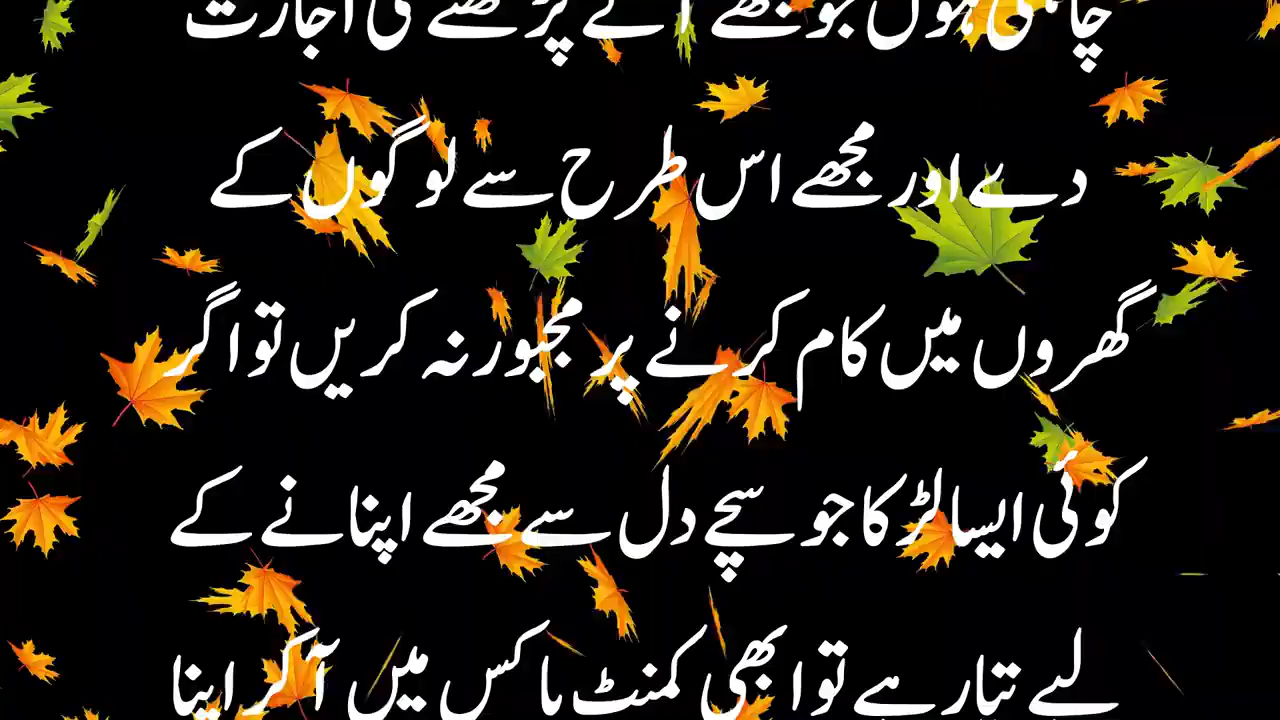 چاہتی ہوں جو مجھے آگے پڑھنے کی اجازت
دے اور مجھے اس طرح سے لوگوں کے
گھروں میں کام کرنے پر مجبور نہ کریں تو اگر
کوئی ایسا لڑکا جو سچے دل سے مجھے اپنانے کے
لیے تیار ہے تو ابھی کمنٹ باکس میں آکر اپنا